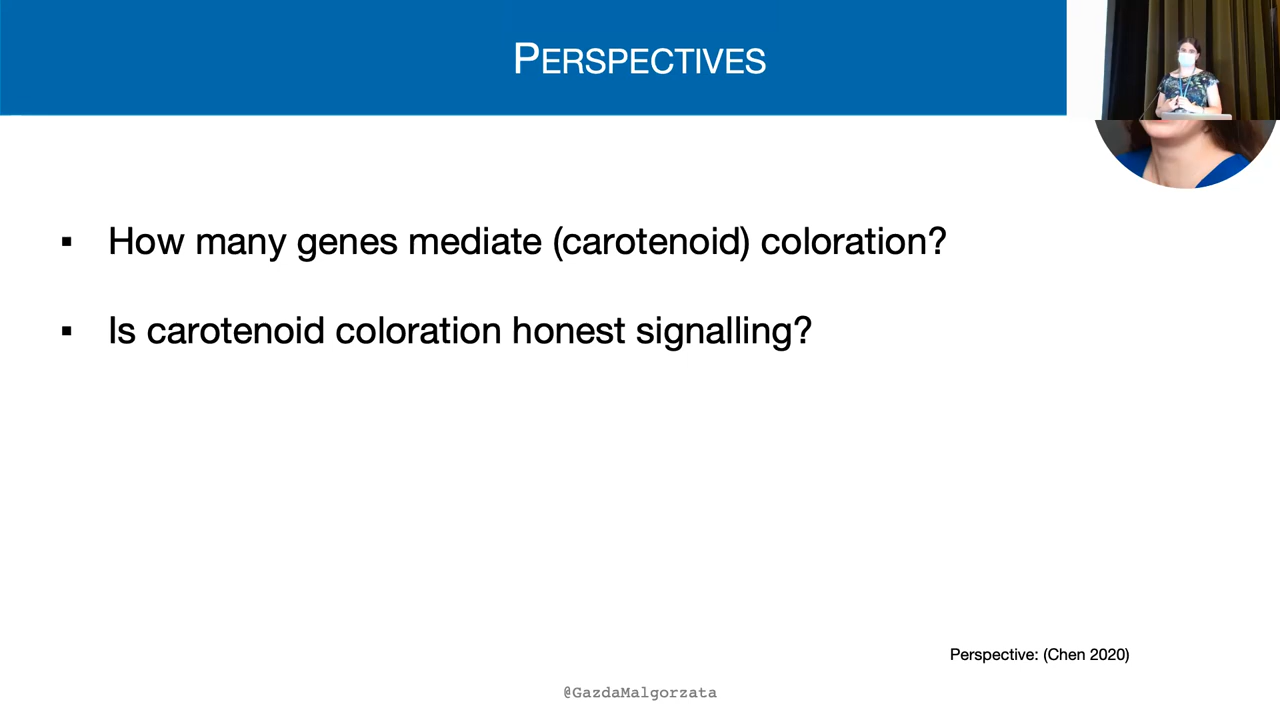 PERSPECTIVES
▪ How many genes mediate (carotenoid) coloration?
▪ Is carotenoid coloration honest signalling?
Perspective: (Chen 2020)
@GazdaMalgorzata